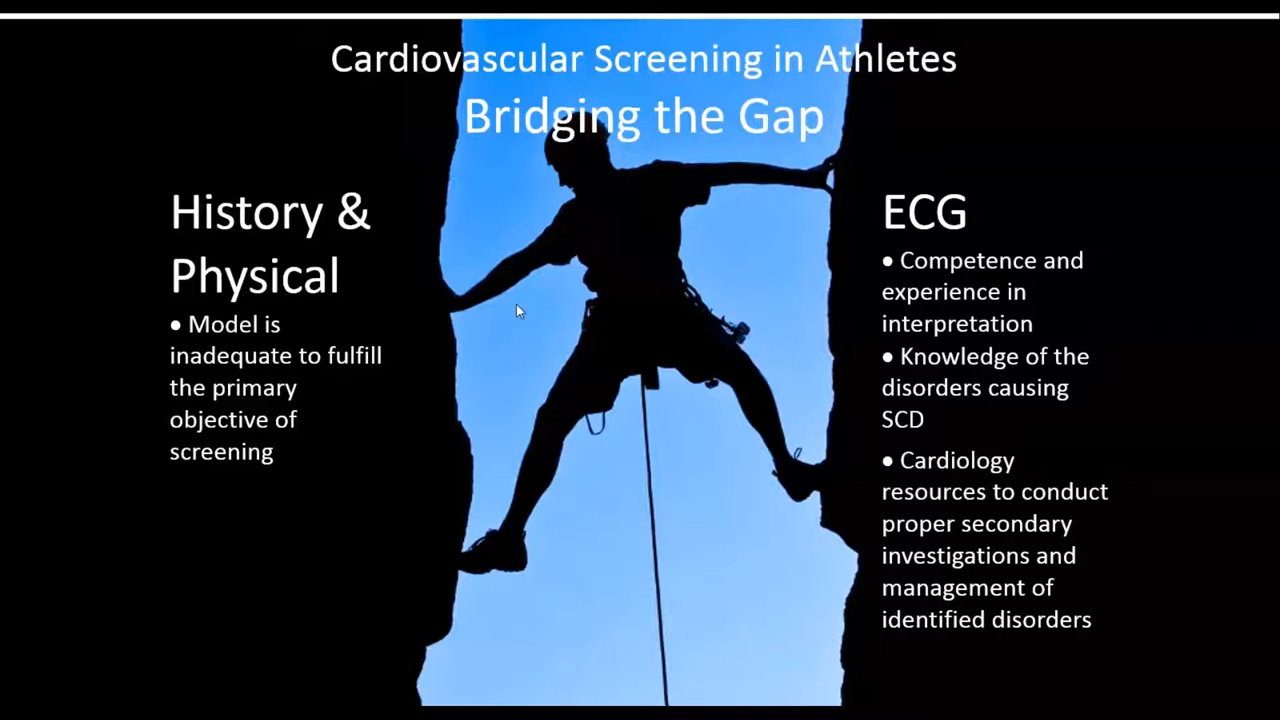 Cardiovascular Screening in Athletes
Bridging the Gap
History &
Physical
• Model is
inadequate to fulfill
the primary
objective of
screening
ECG
• Competence and
experience in
interpretation
• Knowledge of the
disorders causing
SCD
• Cardiology
resources to conduct
proper secondary
investigations and
management of
identified disorders